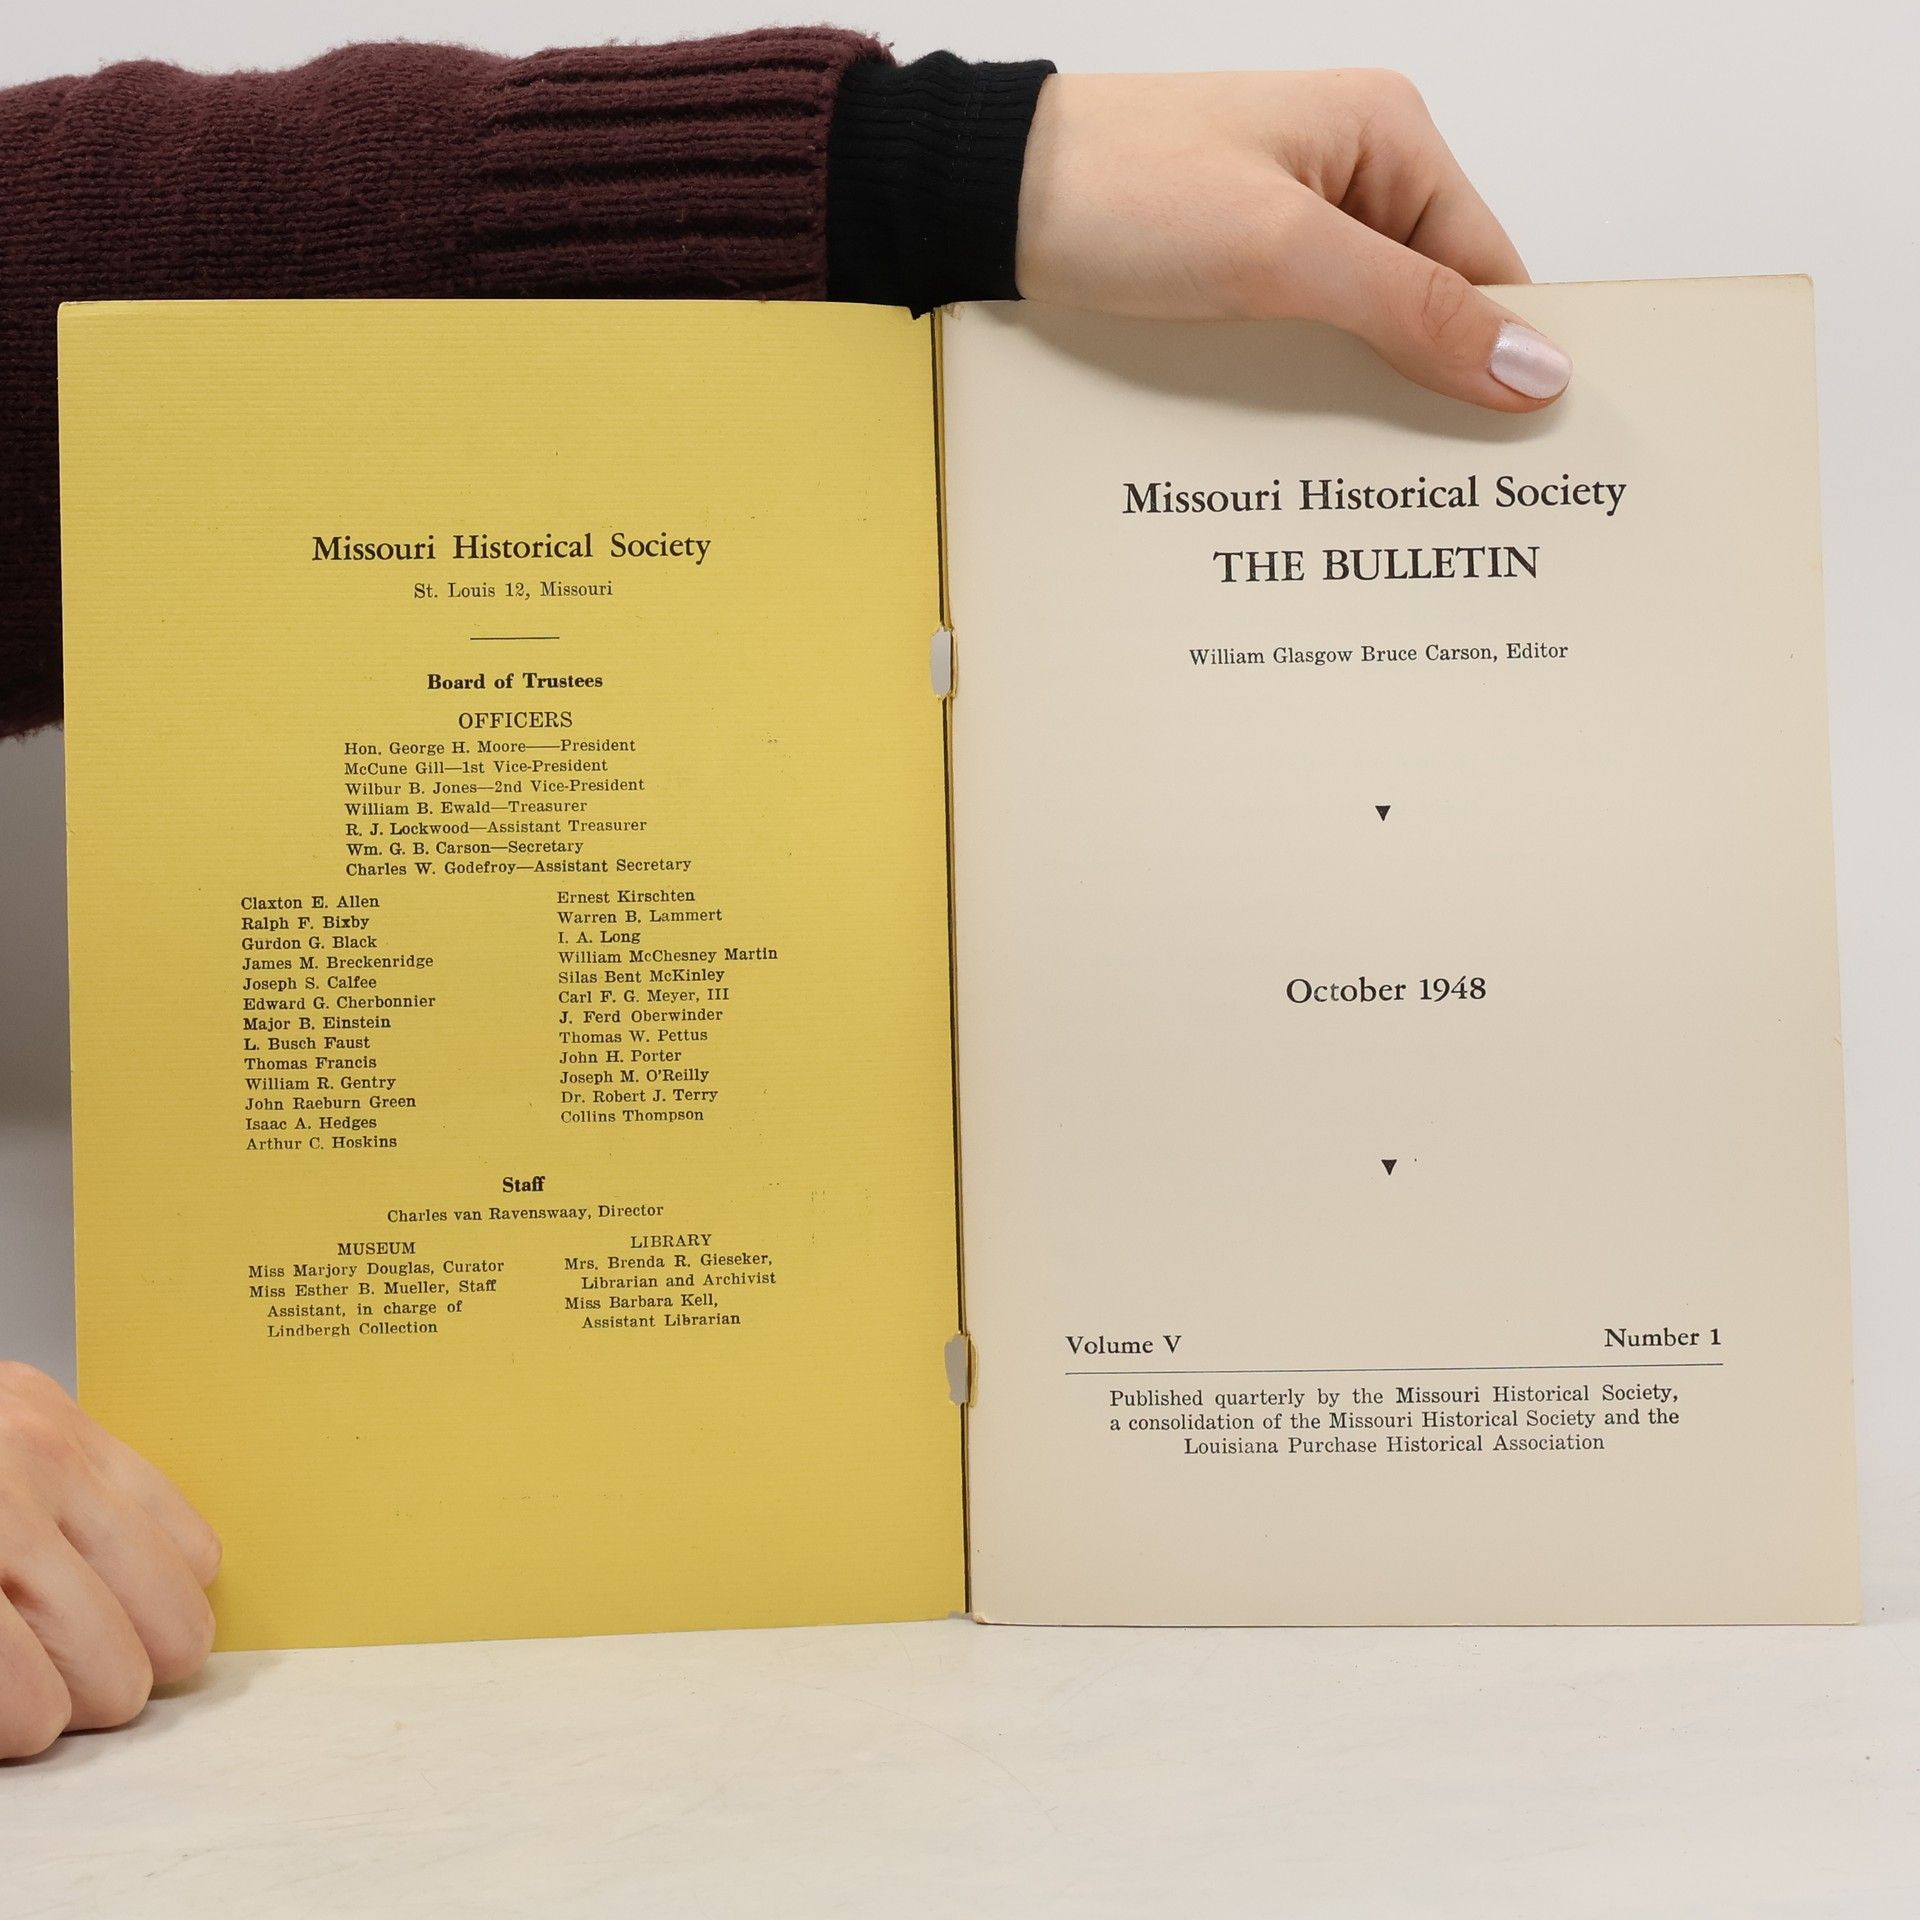 Missouri Historical Society
St. Louis 12, Missouri
Board of Trustees
OFFICERS
Hon. George H. Moore——President
McCune Gill—1st Vice-President
Wilbur B. Jones—2nd Vice-President
William B. Ewald—Treasurer
R. J. Lockwood—Assistant Treasurer
Wm. G. B. Carson—Secretary
Charles W. Godefroy—Assistant Secretary
Claxton E. Allen
Ralph F. Bixby
Gurdon G. Black
James M. Breckenridge
Joseph S. Calfee
Edward G. Cherbonnier
Major B. Einstein
L. Busch Faust
Thomas Francis
William R. Gentry
John Raeburn Green
Isaac A. Hedges
Arthur C. Hoskins
Ernest Kirschten
Warren B. Lammert
I. A. Long
William McChesney Martin
Silas Bent McKinley
Carl F. G. Meyer, III
J. Ferd Oberwinder
Thomas W. Pettus
John H. Porter
Joseph M. O'Reilly
Dr. Robert J. Terry
Collins Thompson
Staff
Charles van Ravenswaay, Director
MUSEUM
Miss Marjory Douglas, Curator
Miss Esther B. Mueller, Staff
Assistant, in charge of
Lindbergh Collection
LIBRARY
Mrs. Brenda R. Gieseker,
Librarian and Archivist
Miss Barbara Kell,
Assistant Librarian
Missouri Historical Society
THE BULLETIN
William Glasgow Bruce Carson, Editor
October 1948
Volume V Number 1
Published quarterly by the Missouri Historical Society,
a consolidation of the Missouri Historical Society and the
Louisiana Purchase Historical Association